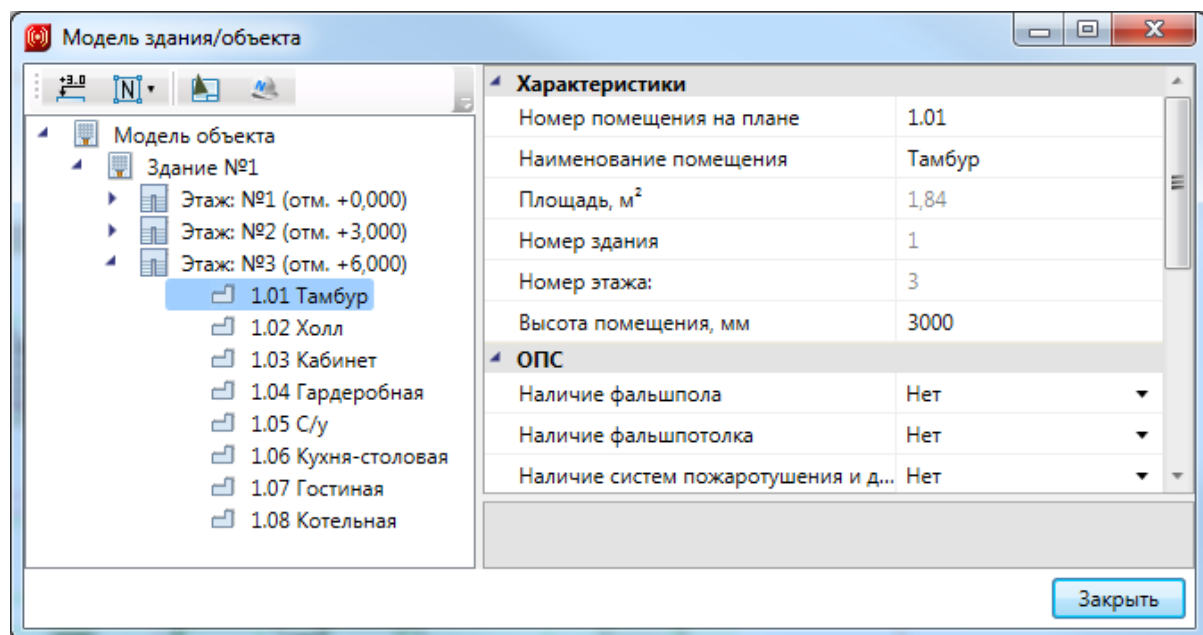 Модель здания/объекта
+3.0
N
Модель объекта
Здание №1
Этаж: №1 (отм. +0,000)
Этаж: №2 (отм. +3,000)
Этаж: №3 (отм. +6,000)
1.01 Тамбур
1.02 Холл
1.03 Кабинет
1.04 Гардеробная
1.05 С/у
1.06 Кухня-столовая
1.07 Гостиная
1.08 Котельная
Характеристики
Номер помещения на плане 1.01
Наименование помещения Тамбур
Площадь, м² 1,84
Номер здания 1
Номер этажа: 3
Высота помещения, мм 3000
ОПС
Наличие фальшпола Нет
Наличие фальшпотолка Нет
Наличие систем пожаротушения и д... Нет
Закрыть